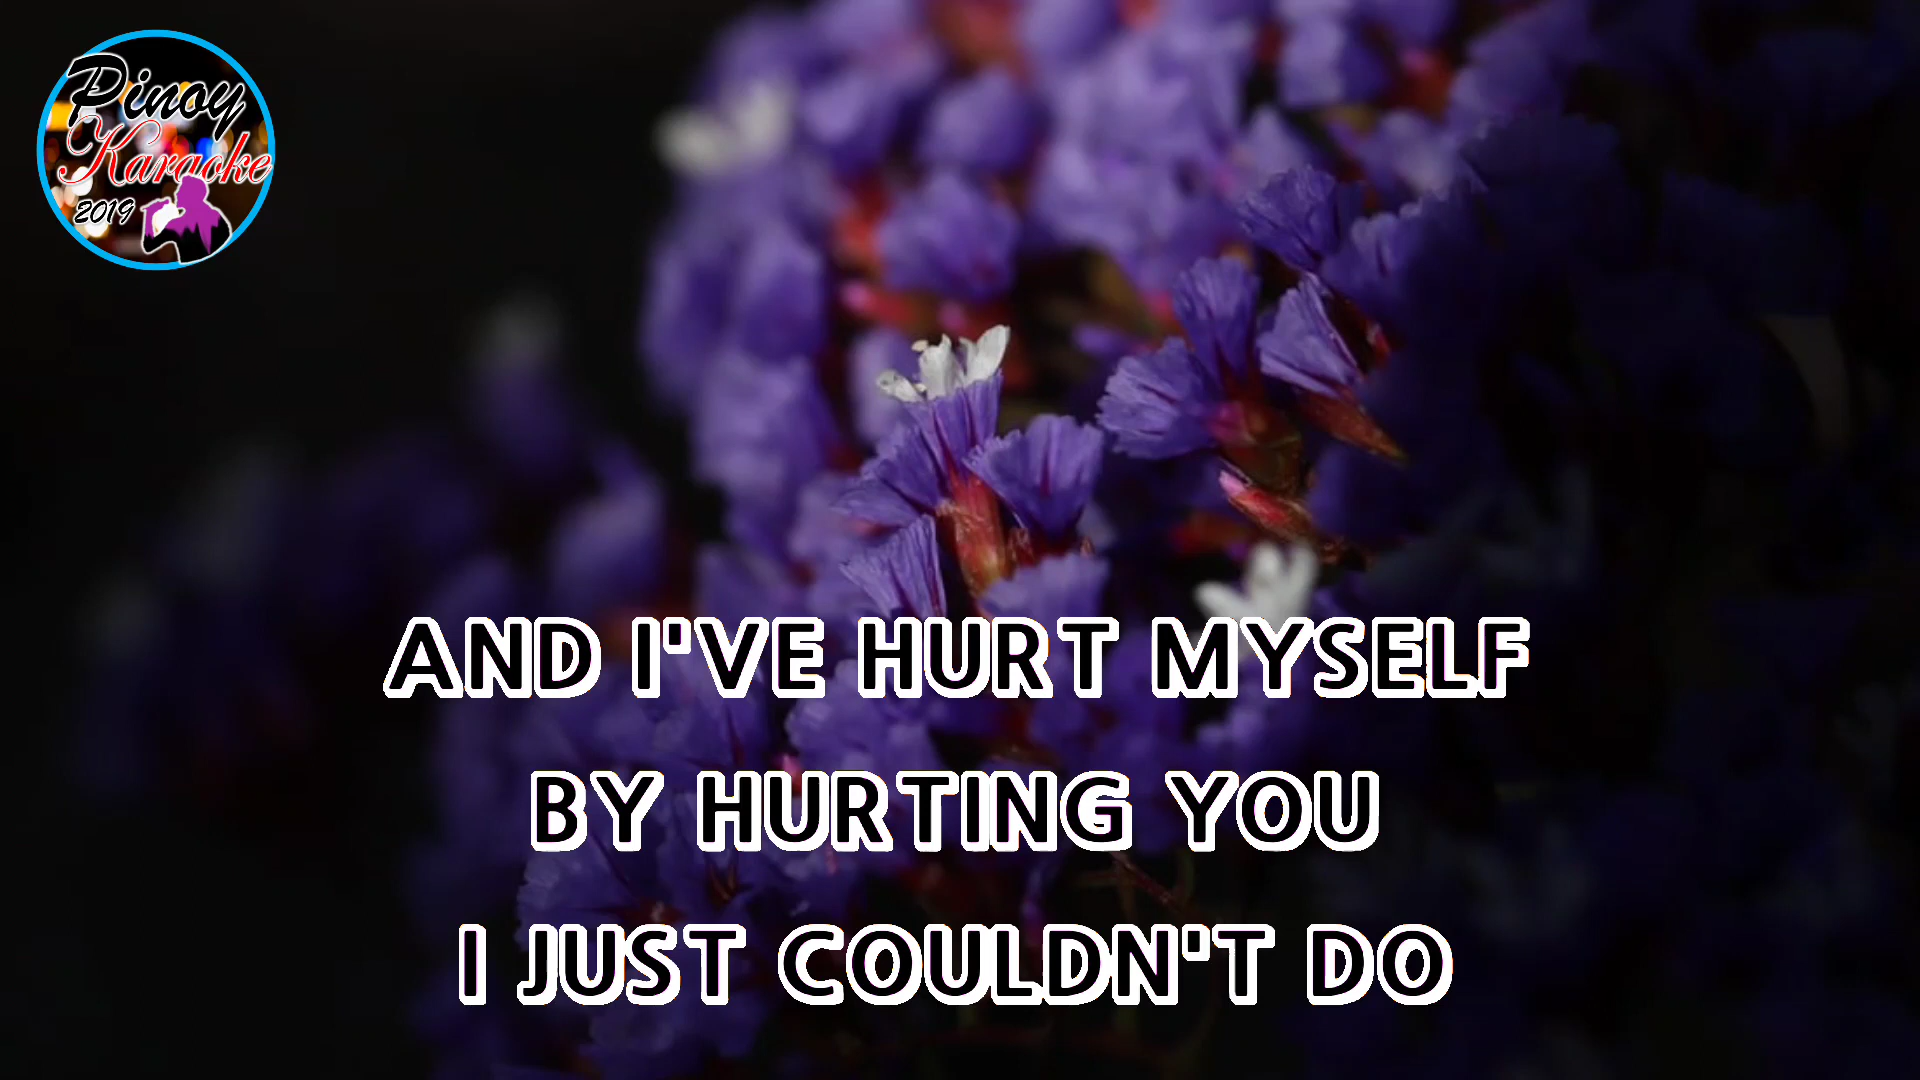 Pinoy
Karaoke
2019
AND I'VE HURT MYSELF
BY HURTING YOU
I JUST COULDN'T DO